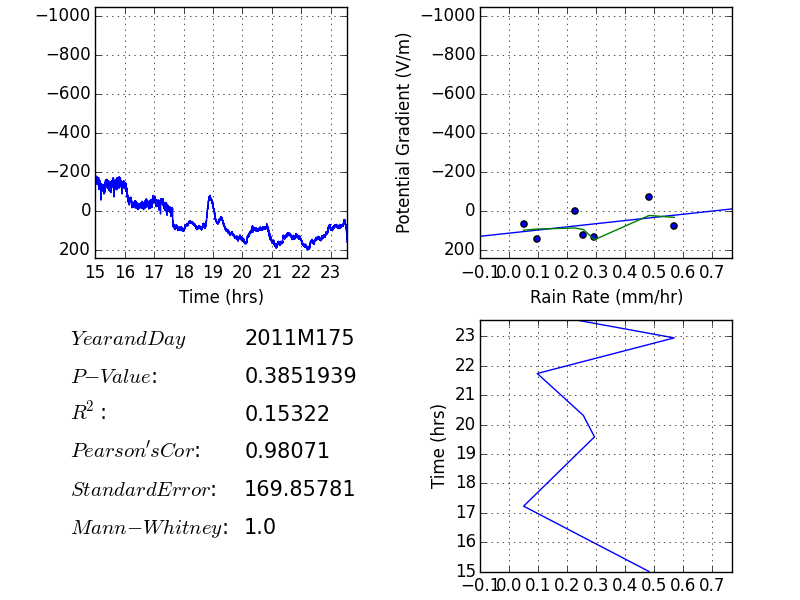 −1000
−800
−600
−400
−200
0
200
15 16 17 18 19 20 21 22 23
Time (hrs)
Potential Gradient (V/m)
−1000
−800
−600
−400
−200
0
200
−0.1 0.0 0.1 0.2 0.3 0.4 0.5 0.6 0.7
Rain Rate (mm/hr)
YearandDay 2011M175
P−Value: 0.3851939
R²: 0.15322
Pearson'sCor: 0.98071
StandardError: 169.85781
Mann−Whitney: 1.0
Time (hrs)
23
22
21
20
19
18
17
16
15
−0.1 0.0 0.1 0.2 0.3 0.4 0.5 0.6 0.7